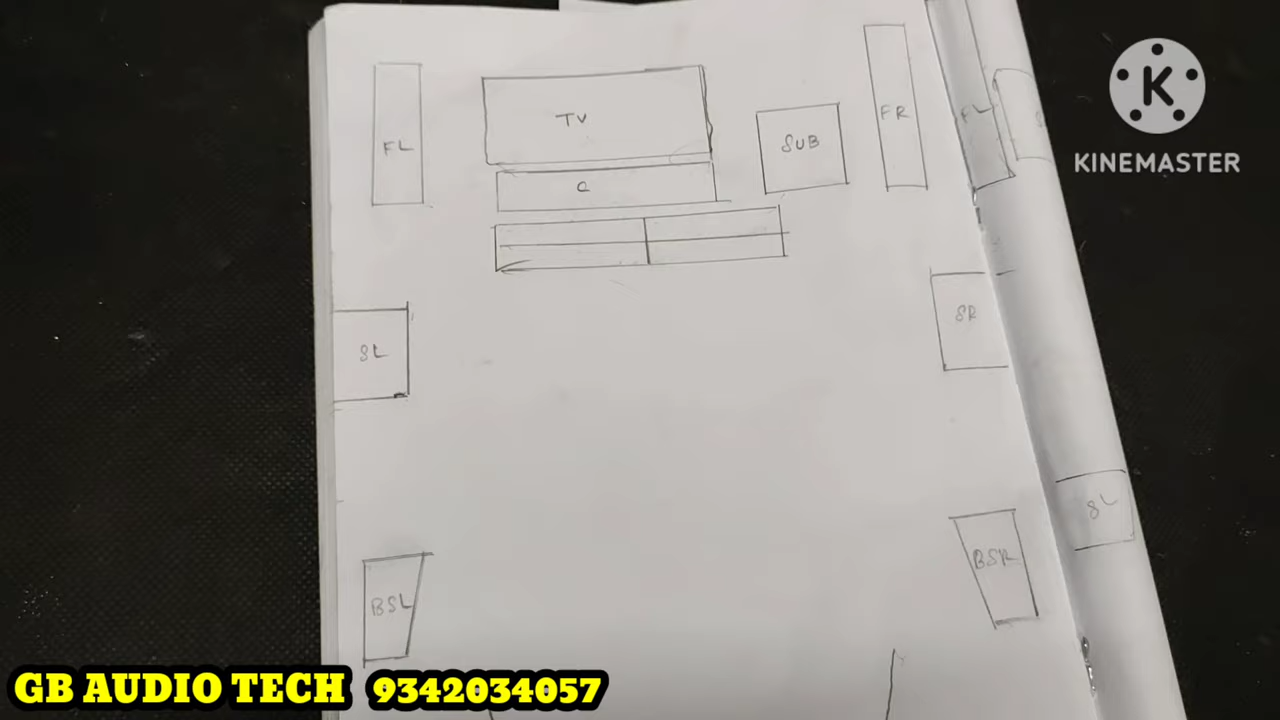 FL
TV
SUB
FR
FL
C
SL
SR
SL
BSL
BSR
KINEMASTER
GB AUDIO TECH 9342034057